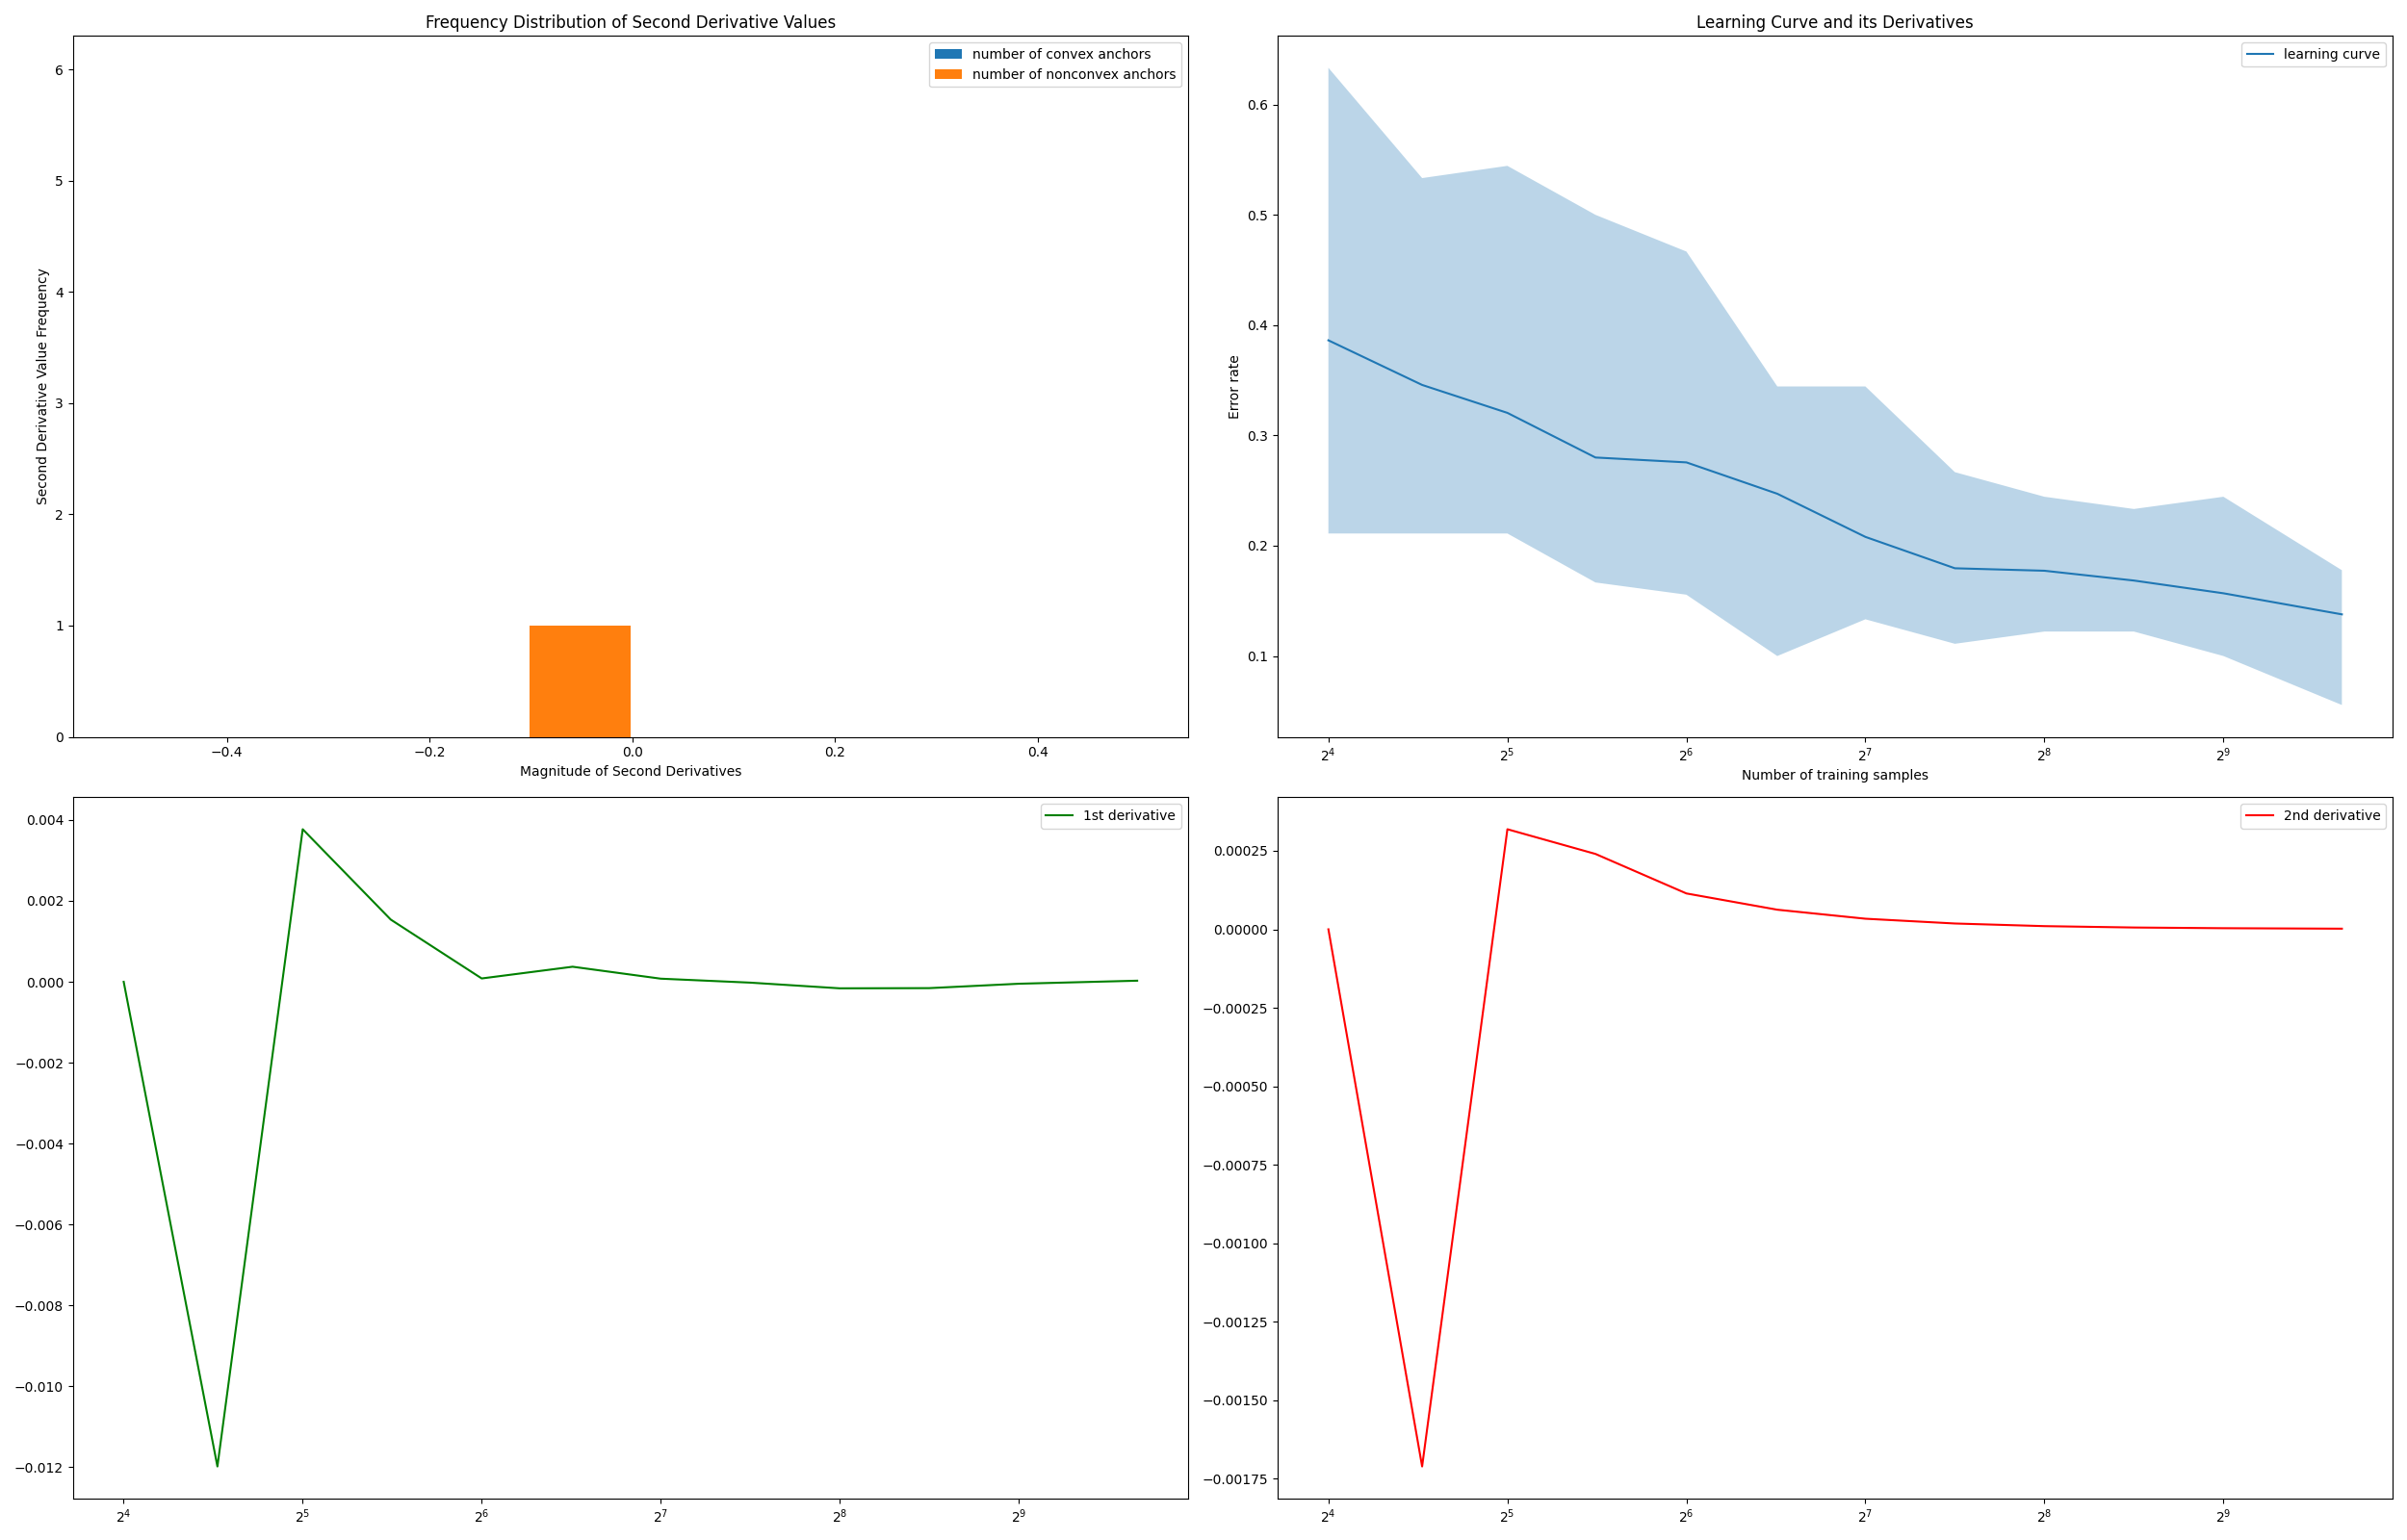 Frequency Distribution of Second Derivative Values
number of convex anchors
number of nonconvex anchors
6
5
4
3
2
1
0
Second Derivative Value Frequency
−0.4 −0.2 0.0 0.2 0.4
Magnitude of Second Derivatives
Learning Curve and its Derivatives
learning curve
0.6
0.5
0.4
0.3
0.2
0.1
Error rate
2⁴ 2⁵ 2⁶ 2⁷ 2⁸ 2⁹
Number of training samples
1st derivative
0.004
0.002
0.000
−0.002
−0.004
−0.006
−0.008
−0.010
−0.012
2⁴ 2⁵ 2⁶ 2⁷ 2⁸ 2⁹
2nd derivative
0.00025
0.00000
−0.00025
−0.00050
−0.00075
−0.00100
−0.00125
−0.00150
−0.00175
2⁴ 2⁵ 2⁶ 2⁷ 2⁸ 2⁹